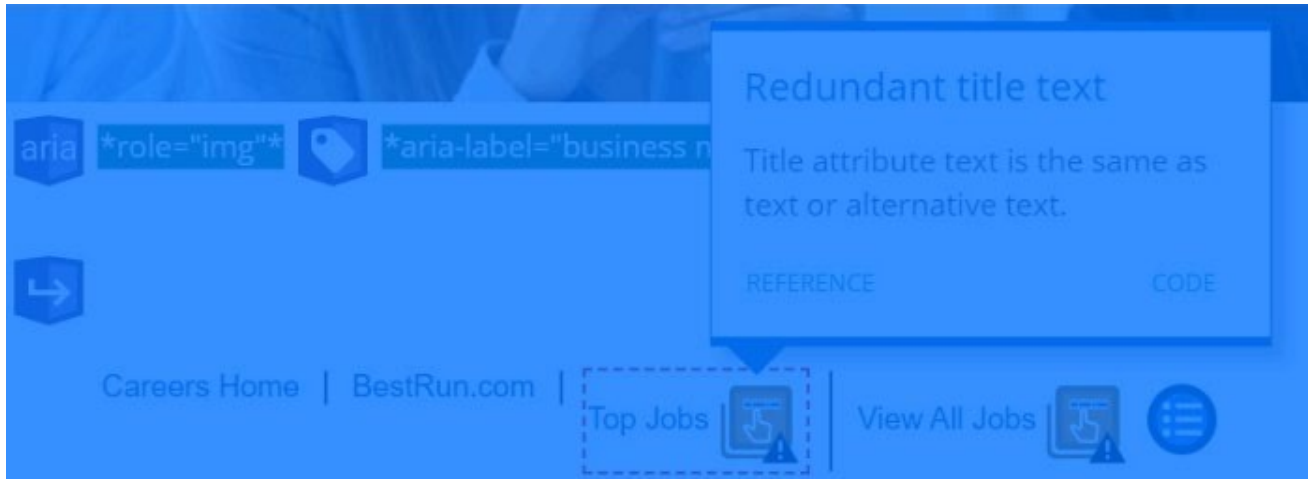 Redundant title text
aria *role="img"* *aria-label="business
Title attribute text is the same as
text or alternative text.
REFERENCE CODE
Careers Home | BestRun.com |
Top Jobs | View All Jobs